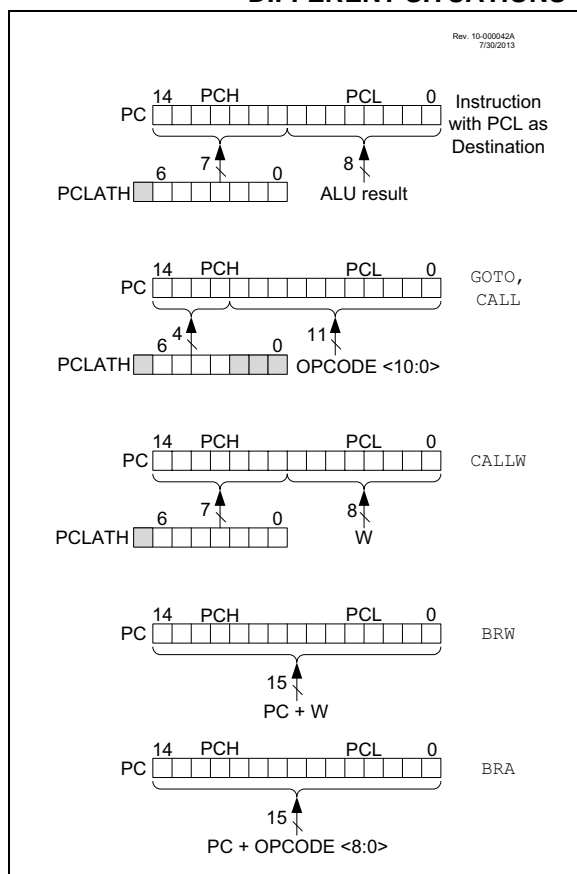 Rev. 10-000042A
7/30/2013
14 PCH PCL 0
PC
Instruction
with PCL as
Destination
7 8
6 0
PCLATH
ALU result
14 PCH PCL 0
PC
GOTO,
CALL
4 11
6 0
PCLATH
OPCODE <10:0>
14 PCH PCL 0
PC
CALLW
7 8
6 0
PCLATH
W
14 PCH PCL 0
PC
BRW
15
PC + W
14 PCH PCL 0
PC
BRA
15
PC + OPCODE <8:0>